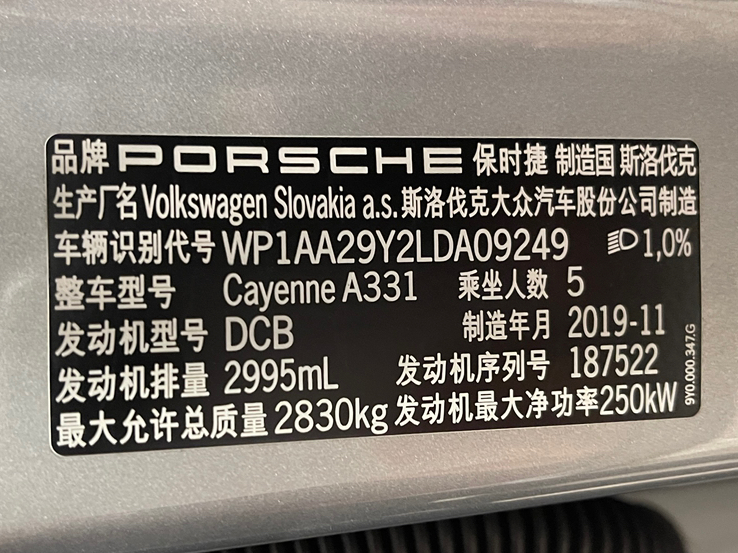 品牌 PORSCHE 保时捷 制造国 斯洛伐克
生产厂名 Volkswagen Slovakia a.s. 斯洛伐克大众汽车股份公司制造
车辆识别代号 WP1AA29Y2LDA09249 1,0%
整车型号 Cayenne A331 乘坐人数 5
发动机型号 DCB 制造年月 2019-11
发动机排量 2995mL 发动机序列号 187522
最大允许总质量 2830kg 发动机最大净功率 250kW
9Y0.000.347.G